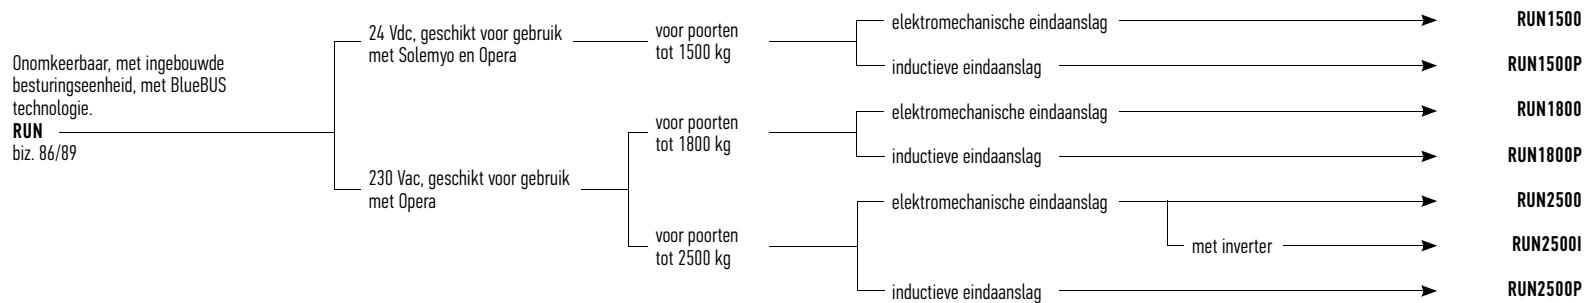 Onomkeerbaar, met ingebouwde
besturingseenheid, met BlueBUS
technologie.
RUN
biz. 86/89
24 Vdc, geschikt voor gebruik
met Solemyo en Opera
voor poorten
tot 1500 kg
elektromechanische eindaanslag
RUN1500
inductieve eindaanslag
RUN1500P
230 Vac, geschikt voor gebruik
met Opera
voor poorten
tot 1800 kg
elektromechanische eindaanslag
RUN1800
inductieve eindaanslag
RUN1800P
voor poorten
tot 2500 kg
elektromechanische eindaanslag
RUN2500
met inverter
RUN2500I
inductieve eindaanslag
RUN2500P